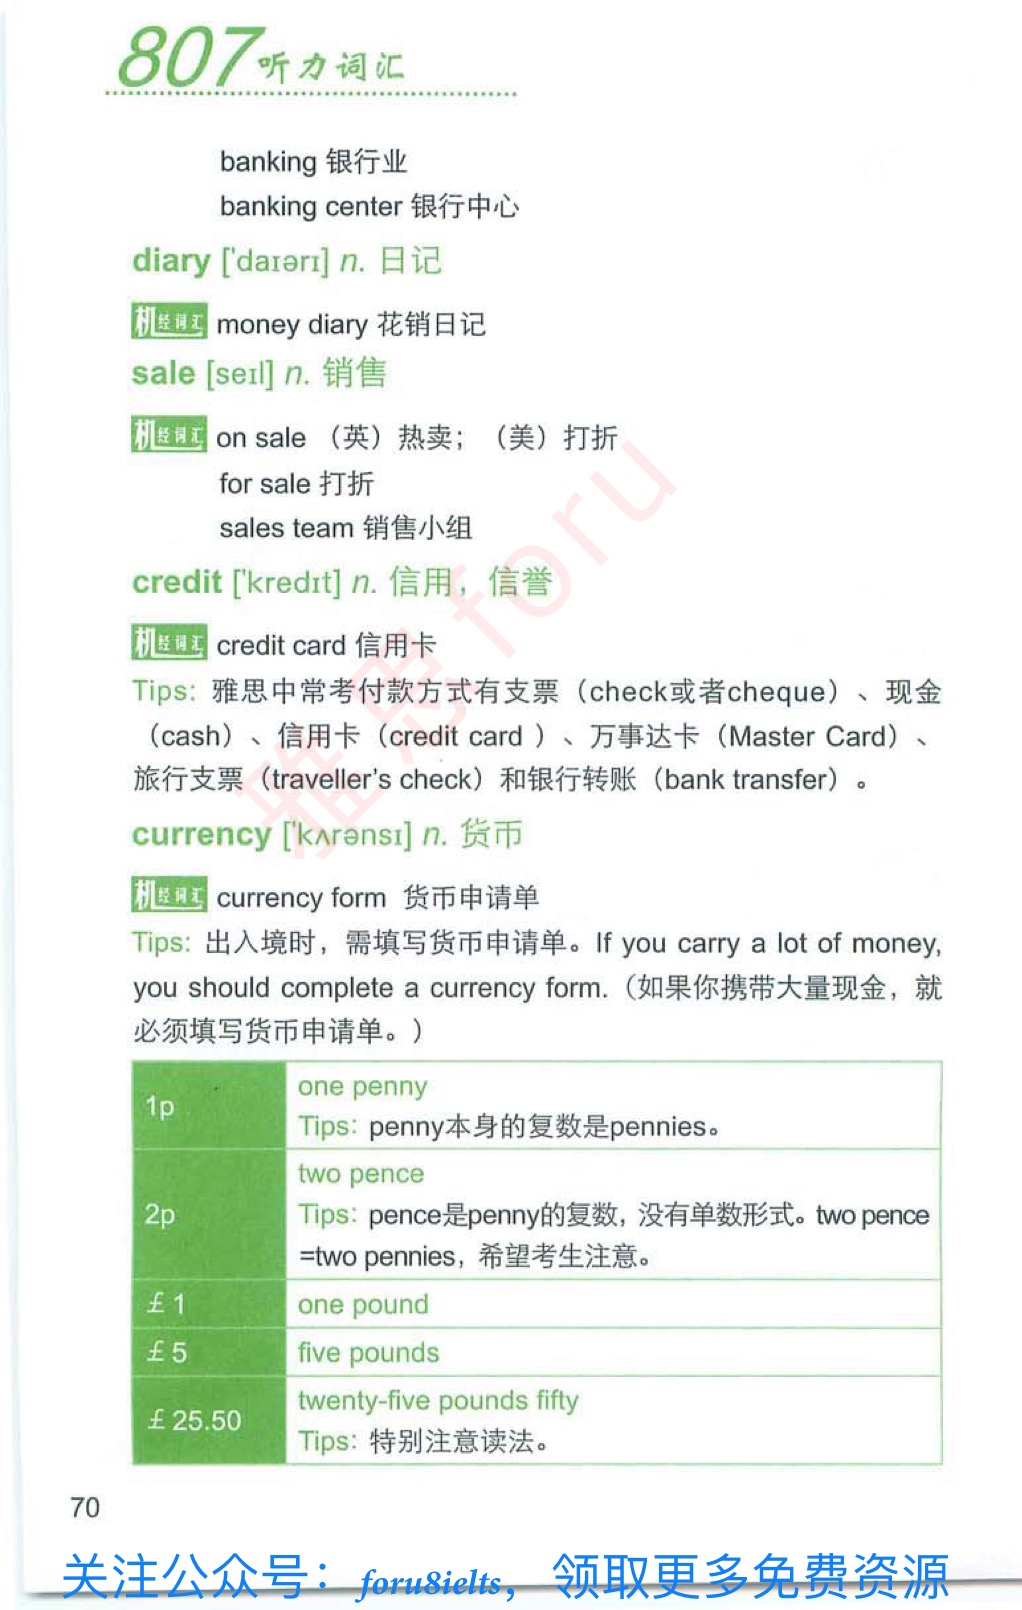 807听力词汇
banking 银行业
banking center 银行中心
diary ['daɪərɪ] n. 日记
机经词汇 money diary 花销日记
sale [seɪl] n. 销售
机经词汇 on sale （英）热卖；（美）打折
for sale 打折
sales team 销售小组
credit ['kredɪt] n. 信用，信誉
机经词汇 credit card 信用卡
Tips: 雅思中常考付款方式有支票（check或者cheque）、现金
（cash）、信用卡（credit card ）、万事达卡（Master Card）、
旅行支票（traveller's check）和银行转账（bank transfer）。
currency ['kʌrənsɪ] n. 货币
机经词汇 currency form 货币申请单
Tips: 出入境时，需填写货币申请单。If you carry a lot of money,
you should complete a currency form.（如果你携带大量现金，就
必须填写货币申请单。）
1p
one penny
Tips: penny本身的复数是pennies。
2p
two pence
Tips: pence是penny的复数，没有单数形式。two pence
=two pennies，希望考生注意。
￡1
one pound
￡5
five pounds
￡25.50
twenty-five pounds fifty
Tips: 特别注意读法。
70
关注公众号：foru8ielts，领取更多免费资源
雅思foru